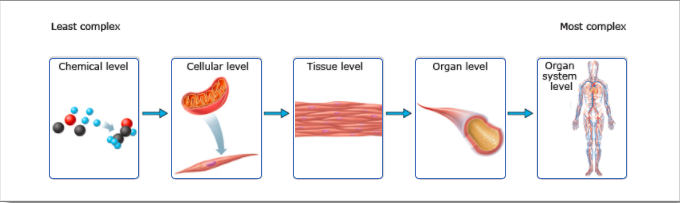 Least complex
Most complex
Chemical level
Cellular level
Tissue level
Organ level
Organ
system
level